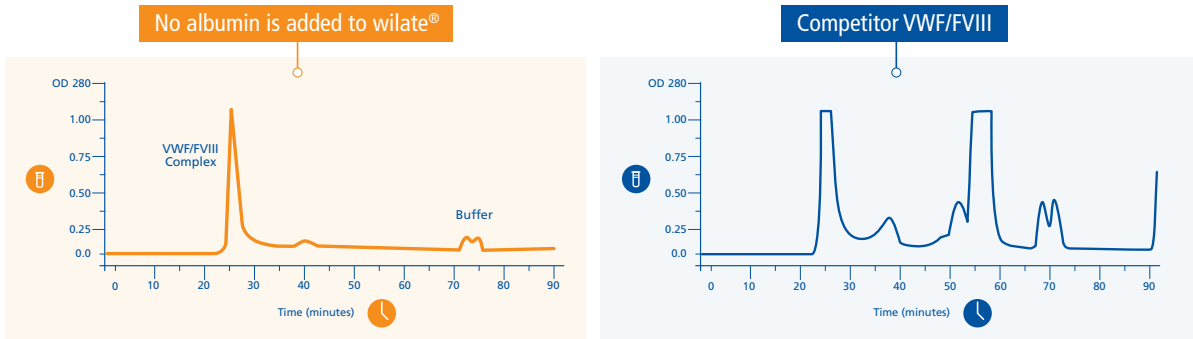 No albumin is added to wilate®
OD 280
1.00
0.75
0.50
0.25
0.0
VWF/FVIII
Complex
Buffer
0 10 20 30 40 50 60 70 80 90
Time (minutes)
Competitor VWF/FVIII
OD 280
1.00
0.75
0.50
0.25
0.0
0 10 20 30 40 50 60 70 80 90
Time (minutes)